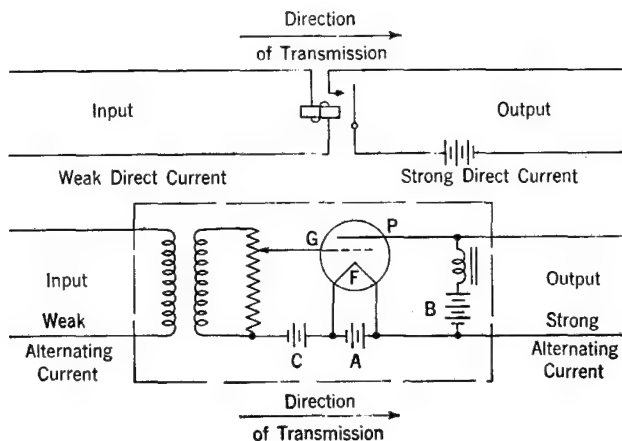 Direction
of Transmission
Input
Output
Weak Direct Current
Strong Direct Current
G
P
F
Input
Output
B
Weak
Strong
Alternating
Current
C
A
Alternating
Current
Direction
of Transmission